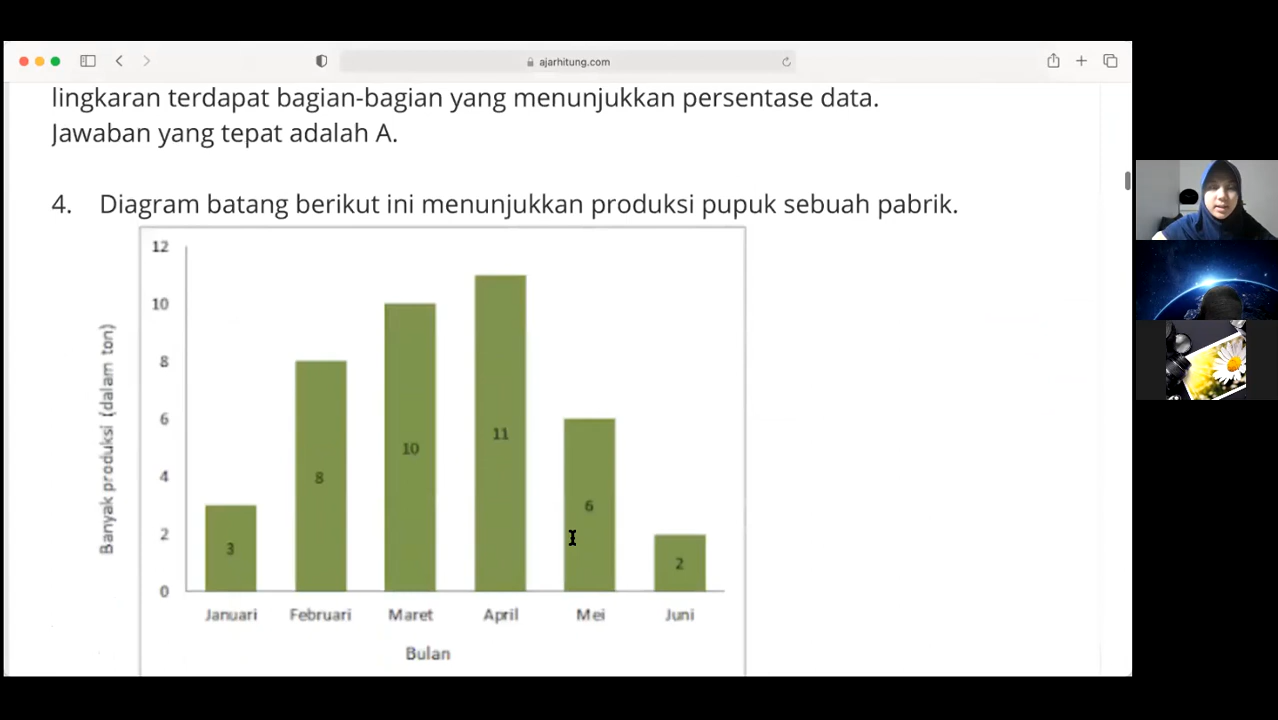 ajarhitung.com
lingkaran terdapat bagian-bagian yang menunjukkan persentase data.
Jawaban yang tepat adalah A.
4. Diagram batang berikut ini menunjukkan produksi pupuk sebuah pabrik.
12
10
8
6
4
2
0
Banyak produksi (dalam ton)
3
8
10
11
6
2
Januari Februari Maret April Mei Juni
Bulan